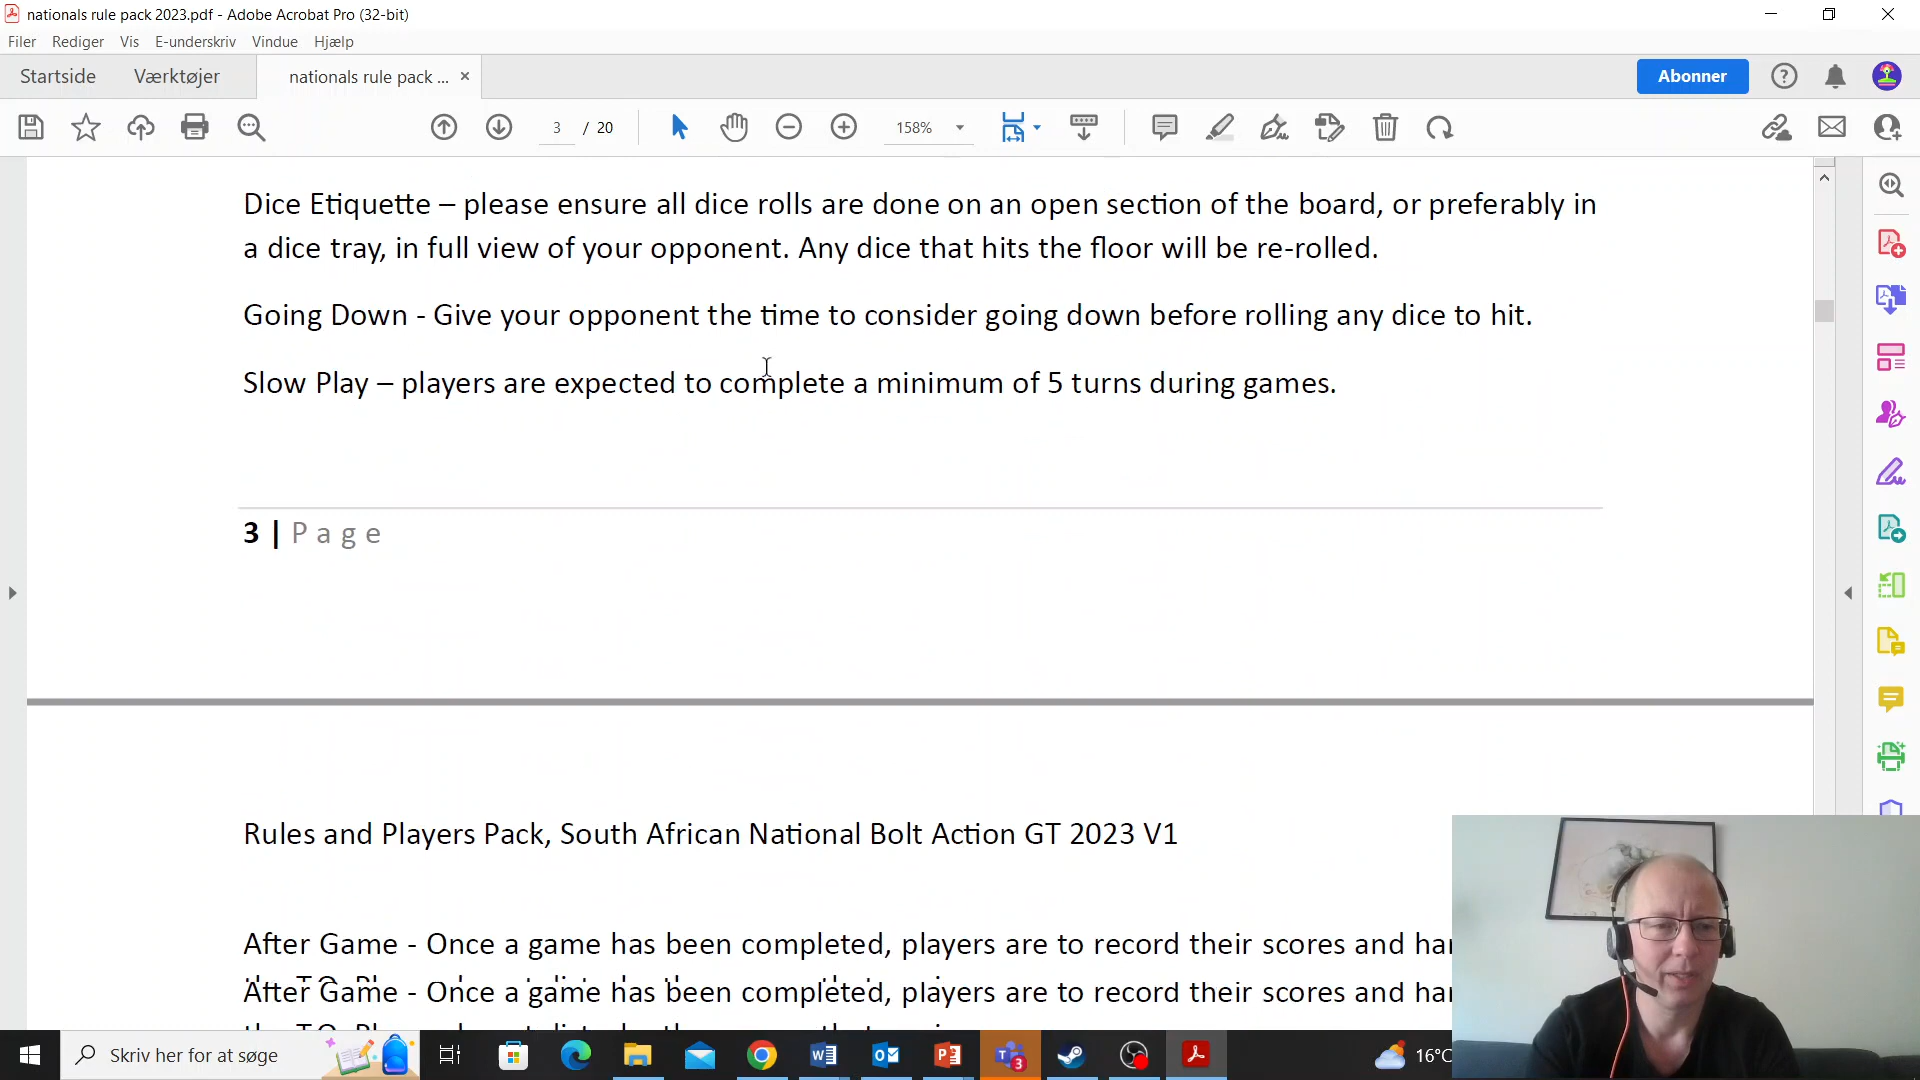 nationals rule pack 2023.pdf - Adobe Acrobat Pro (32-bit)
Filer Rediger Vis E-underskriv Vindue Hjælp
Startside Værktøjer nationals rule pack ... × Abonner
3 / 20 158%
Dice Etiquette – please ensure all dice rolls are done on an open section of the board, or preferably in
a dice tray, in full view of your opponent. Any dice that hits the floor will be re-rolled.
Going Down - Give your opponent the time to consider going down before rolling any dice to hit.
Slow Play – players are expected to complete a minimum of 5 turns during games.
3 | P a g e
Rules and Players Pack, South African National Bolt Action GT 2023 V1
After Game - Once a game has been completed, players are to record their scores and
After Game - Once a game has been completed, players are to record their scores and
Skriv her for at søge 3 16°C